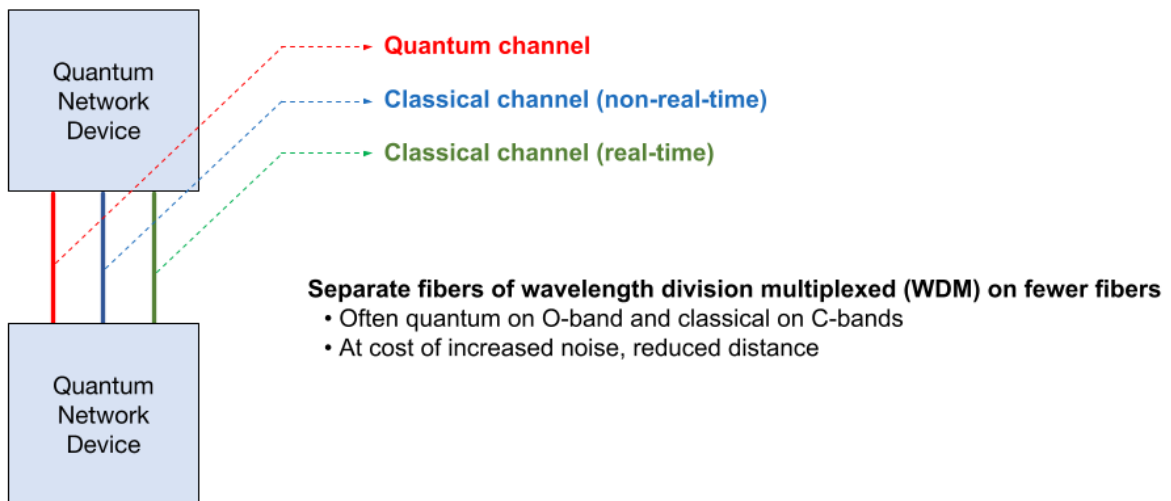 Quantum
Network
Device
Quantum channel
Classical channel (non-real-time)
Classical channel (real-time)
Separate fibers of wavelength division multiplexed (WDM) on fewer fibers
• Often quantum on O-band and classical on C-bands
• At cost of increased noise, reduced distance
Quantum
Network
Device